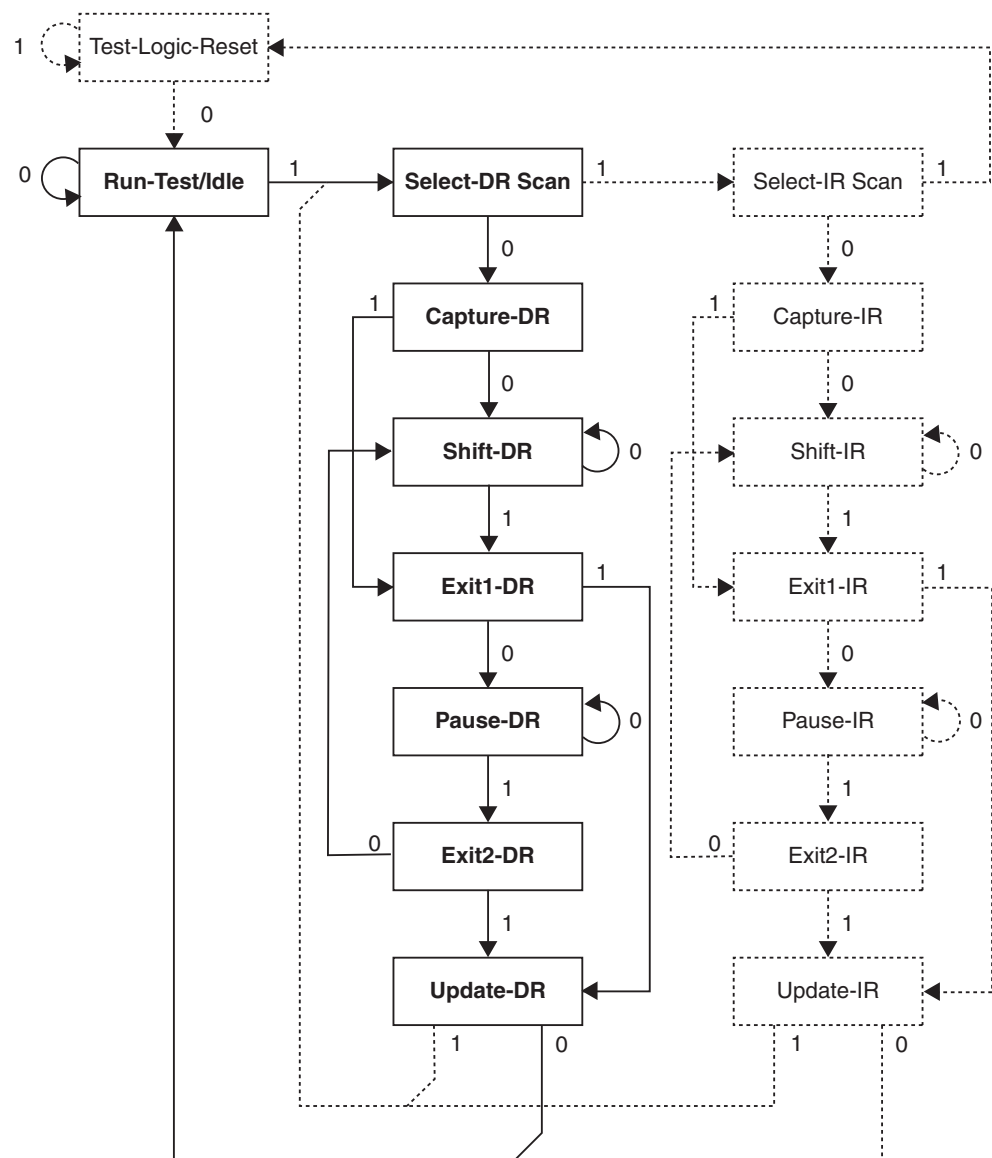 1
Test-Logic-Reset
0
0
Run-Test/Idle
1
Select-DR Scan
1
Select-IR Scan
1
0
0
1
Capture-DR
1
Capture-IR
0
0
Shift-DR
0
Shift-IR
0
1
1
Exit1-DR
1
Exit1-IR
1
0
0
Pause-DR
0
Pause-IR
0
1
1
0
Exit2-DR
0
Exit2-IR
1
1
Update-DR
Update-IR
1
0
1
0